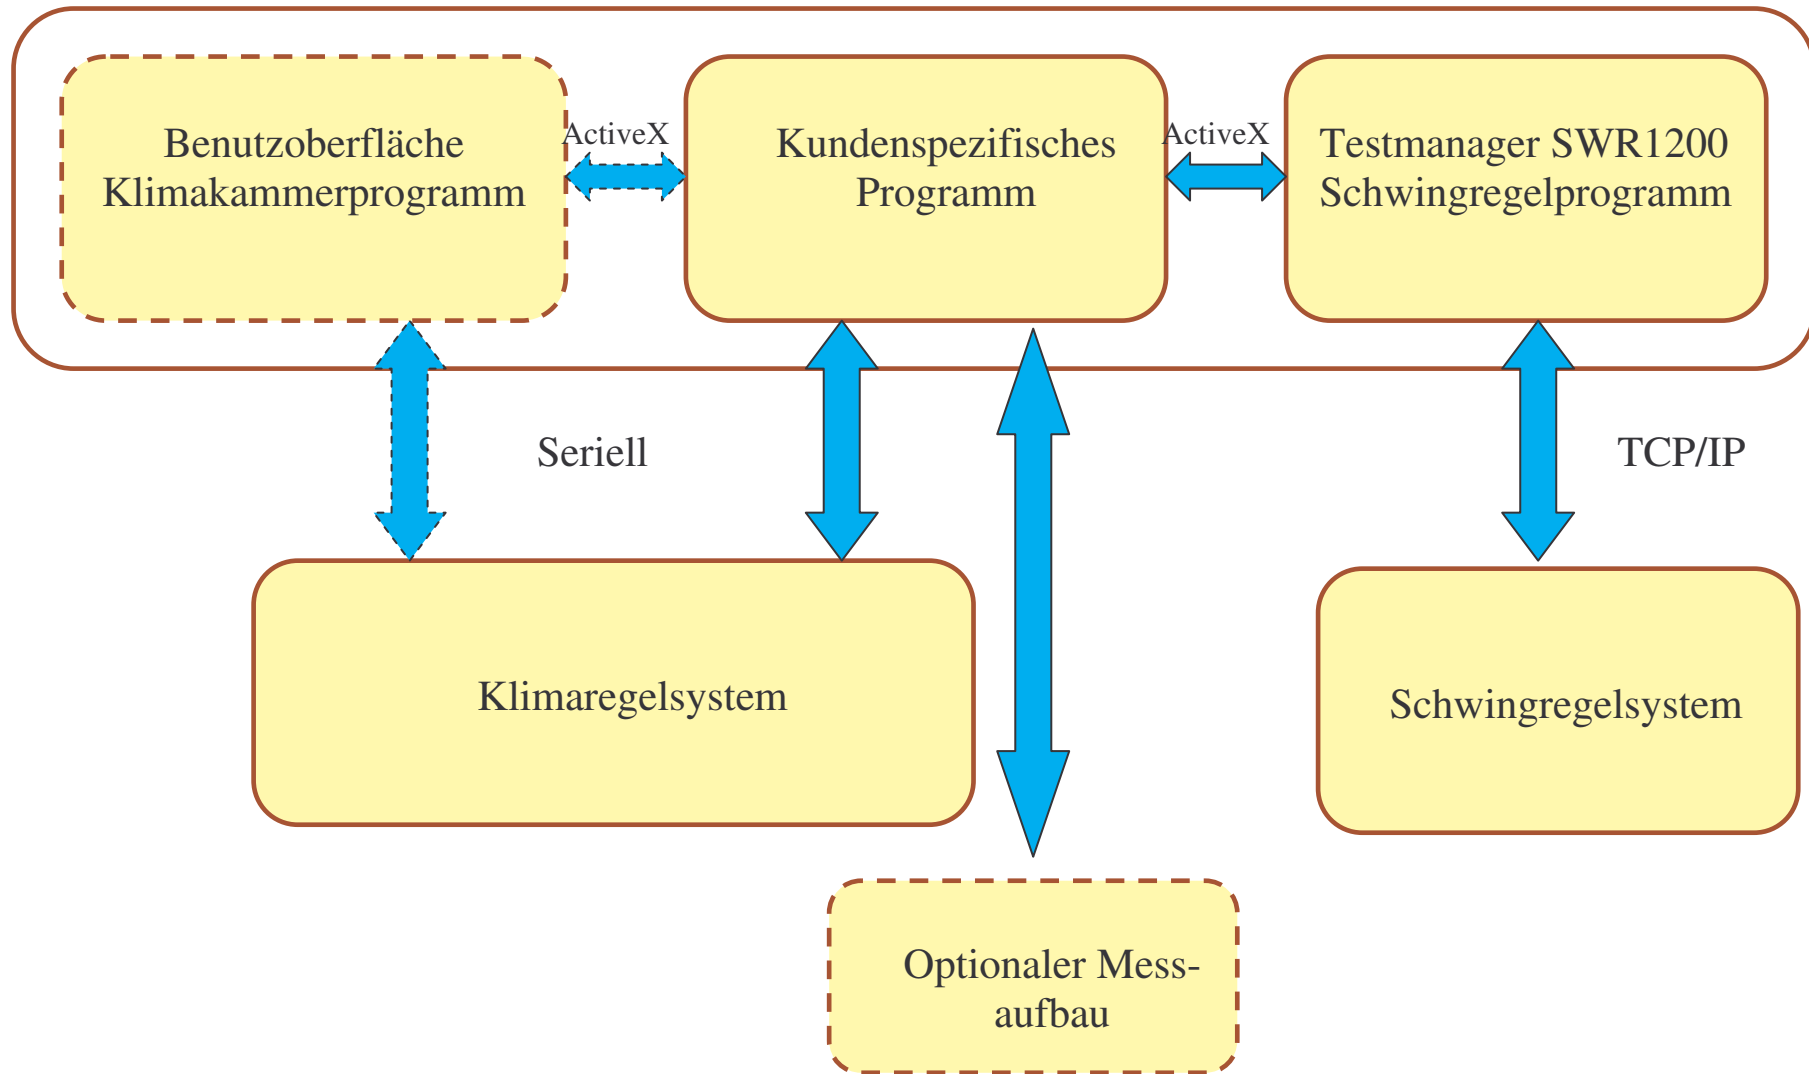 Benutzoberfläche
Klimakammerprogramm
ActiveX
Kundenspezifisches
Programm
ActiveX
Testmanager SWR1200
Schwingregelprogramm
Seriell
TCP/IP
Klimaregelsystem
Schwingregelsystem
Optionaler Mess-
aufbau